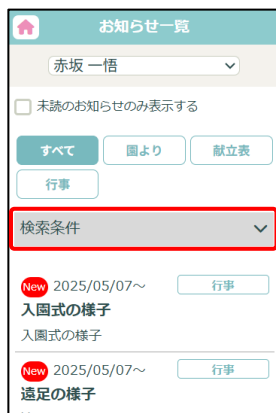 お知らせ一覧
赤坂 一悟
未読のお知らせのみ表示する
すべて 園より 献立表
行事
検索条件
New 2025/05/07～ 行事
入園式の様子
入園式の様子
New 2025/05/07～ 行事
遠足の様子